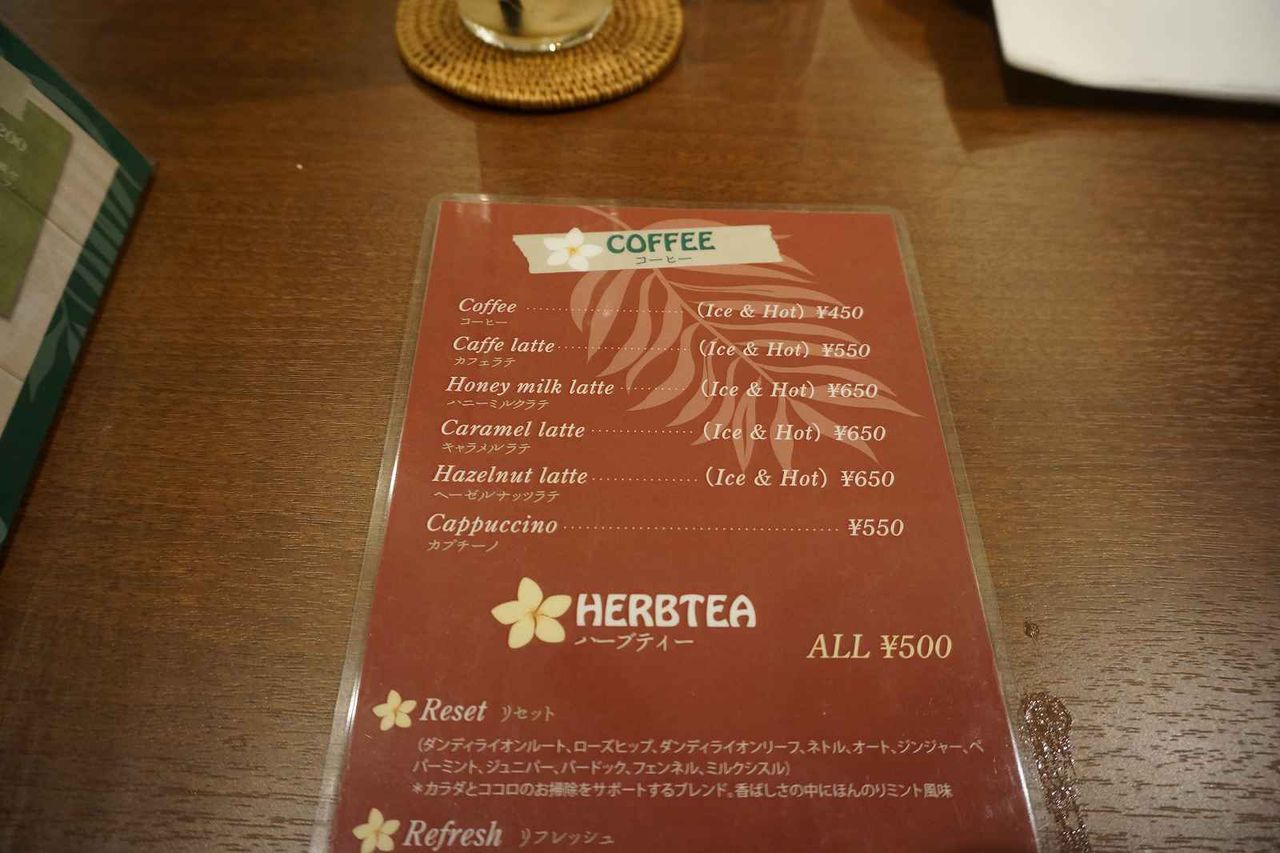 COFFEE
コーヒー
Coffee (Ice & Hot) ¥450
コーヒー
Caffe latte (Ice & Hot) ¥550
カフェラテ
Honey milk latte (Ice & Hot) ¥650
ハニーミルクラテ
Caramel latte (Ice & Hot) ¥650
キャラメルラテ
Hazelnut latte (Ice & Hot) ¥650
ヘーゼルナッツラテ
Cappuccino ¥550
カプチーノ
HERBTEA
ハーブティー
ALL ¥500
Reset リセット
(ダンディライオンルート、ローズヒップ、ダンディライオンリーフ、ネトル、オート、ジンジャー、ペ
パーミント、ジュニパー、バードック、フェンネル、ミルクシスル)
*カラダとココロのお掃除をサポートするブレンド。香ばしさの中にほんのりミント風味
Refresh リフレッシュ